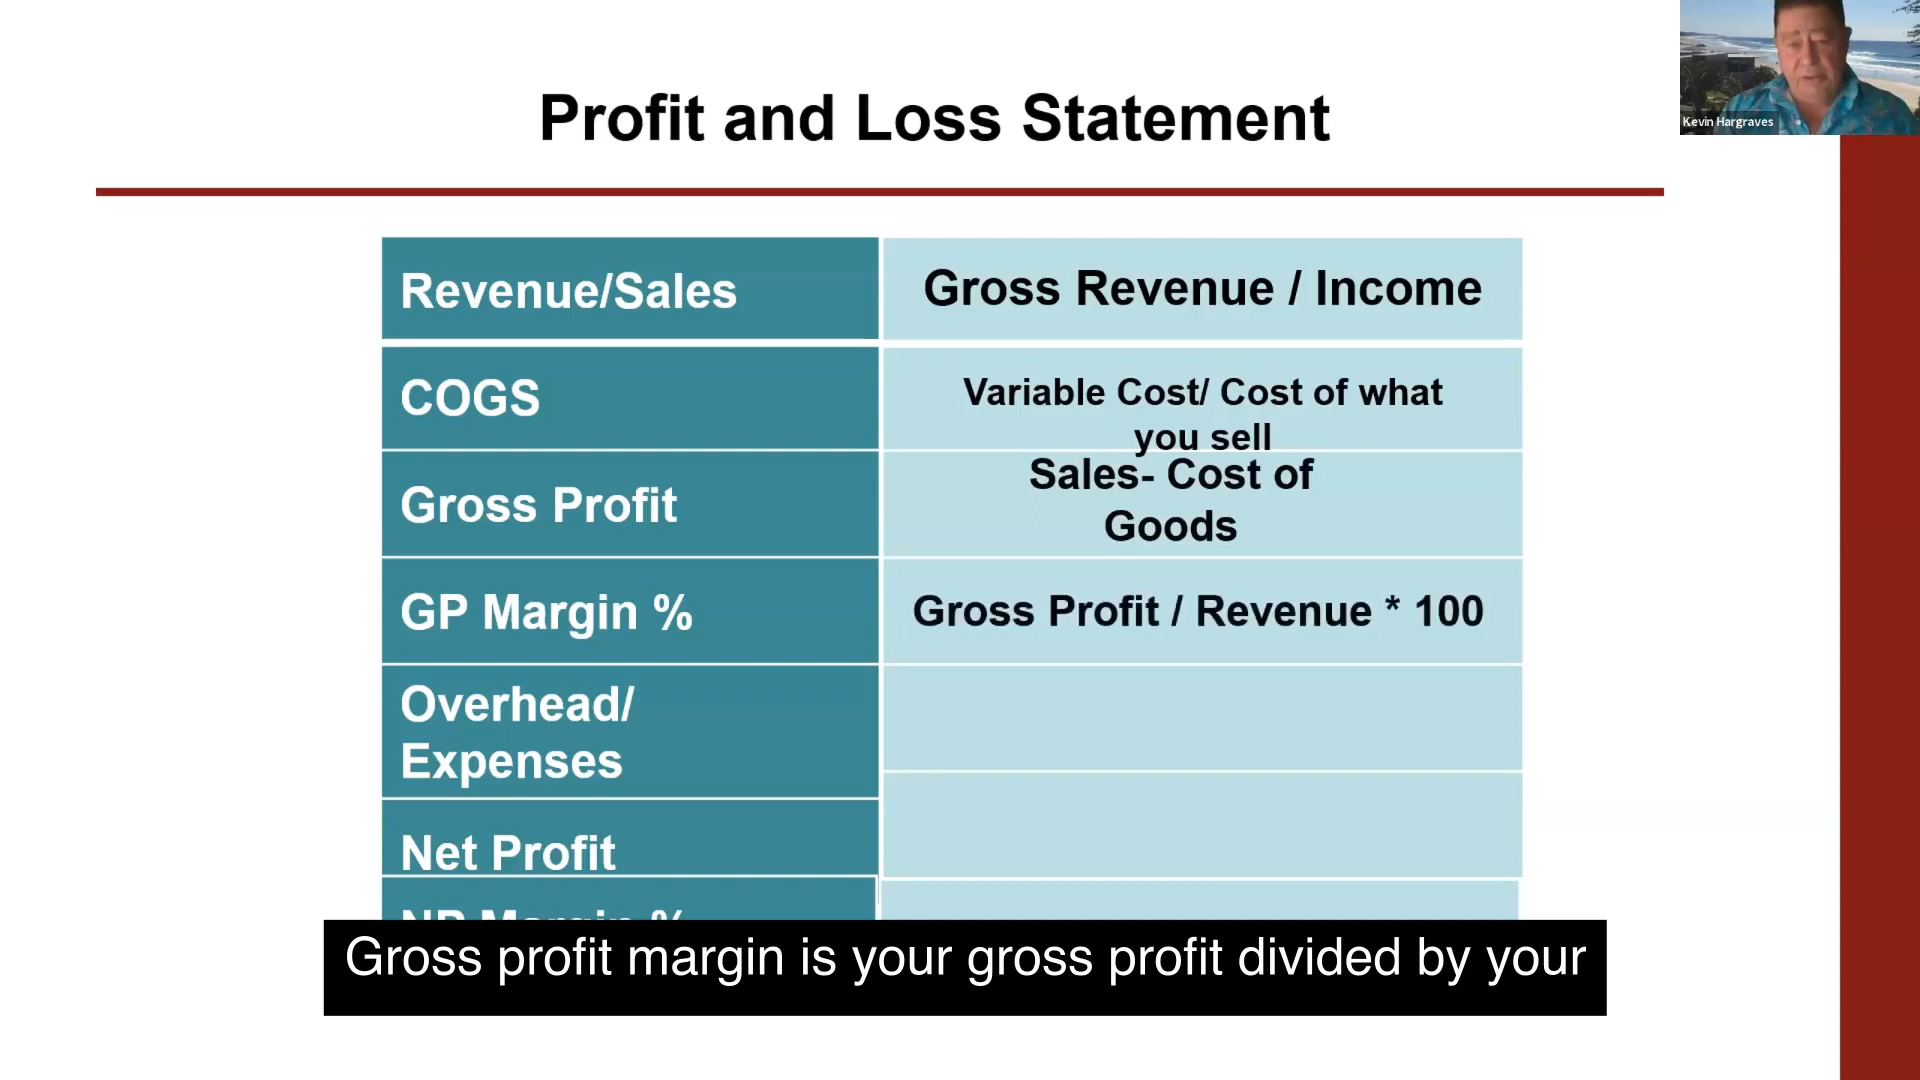 Profit and Loss Statement
Kevin Hargraves
Revenue/Sales
Gross Revenue / Income
COGS
Variable Cost/ Cost of what
you sell
Gross Profit
Sales- Cost of
Goods
GP Margin %
Gross Profit / Revenue * 100
Overhead/
Expenses
Net Profit
NP Margin %
Gross profit margin is your gross profit divided by your